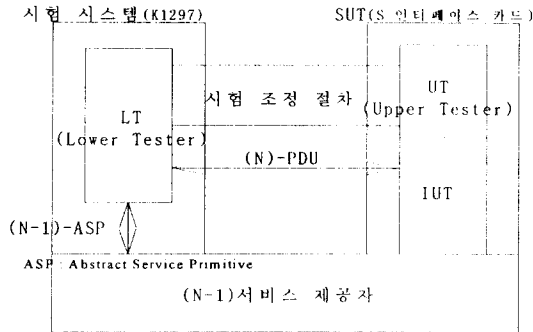 시험 시스템(K1297)
SUT(S 인터페이스 카드)
LT
(Lower Tester)
시험 조정 절차
UT
(Upper Tester)
(N)-PDU
IUT
(N-1)-ASP
ASP : Abstract Service Primitive
(N-1)서비스 제공자